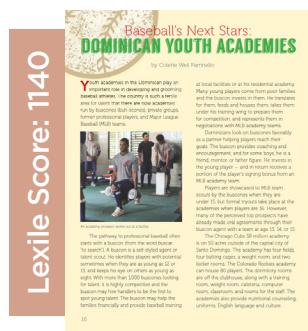 Lexile Score: 1140
Baseball's Next Stars:
DOMINICAN YOUTH ACADEMIES
by Colette Weil Parrinello
Youth academies in the Dominican play an
important role in developing and grooming
baseball athletes. The country is such a fertile
area for talent that there are now academies
run by buscones (boo-scones), private groups,
former professional players, and Major League
Baseball (MLB) teams.
An academy prospect works out at a facility.
The pathway to professional baseball often
starts with a buscón (from the word buscar,
"to search"). A buscón is a self-styled agent or
talent scout. He identifies players with potential
sometimes when they are as young as 12 or
13, and keeps his eye on others as young as
eight. With more than 1,000 buscones looking
for talent, it is highly competitive and the
buscón may hire handlers to be the first to
spot young talent. The buscón may help the
families financially and provide baseball training
at local facilities or at his residential academy.
Many young players come from poor families
and the buscón invests in them. He translates
for them, feeds and houses them, takes them
under his training wing to prepare them
for competition, and represents them in
negotiations with MLB academy teams.
Dominicans look on buscones favorably
as a partner helping players reach their
goals. The buscón provides coaching and
encouragement, and for some boys, he is a
friend, mentor or father figure. He invests in
the young player — and in return receives a
portion of the player's signing bonus from an
MLB academy team.
Players are showcased to MLB team
scouts by the buscones when they are
under 15, but formal tryouts take place at the
academies when players are 16. However,
many of the perceived top prospects have
already made oral agreements through their
buscón agent with a team at age 13, 14, or 15.
The Chicago Cubs $8 million academy
is on 50 acres outside of the capital city of
Santo Domingo. The academy has four fields,
four batting cages, a weight room, and two
locker rooms. The Colorado Rockies academy
can house 80 players. The dormitory rooms
are off the clubhouse, along with a training
room, weight room, cafeteria, computer
room, classroom, and rooms for the staff. The
academies also provide nutritional counseling,
uniforms, English language and culture
16